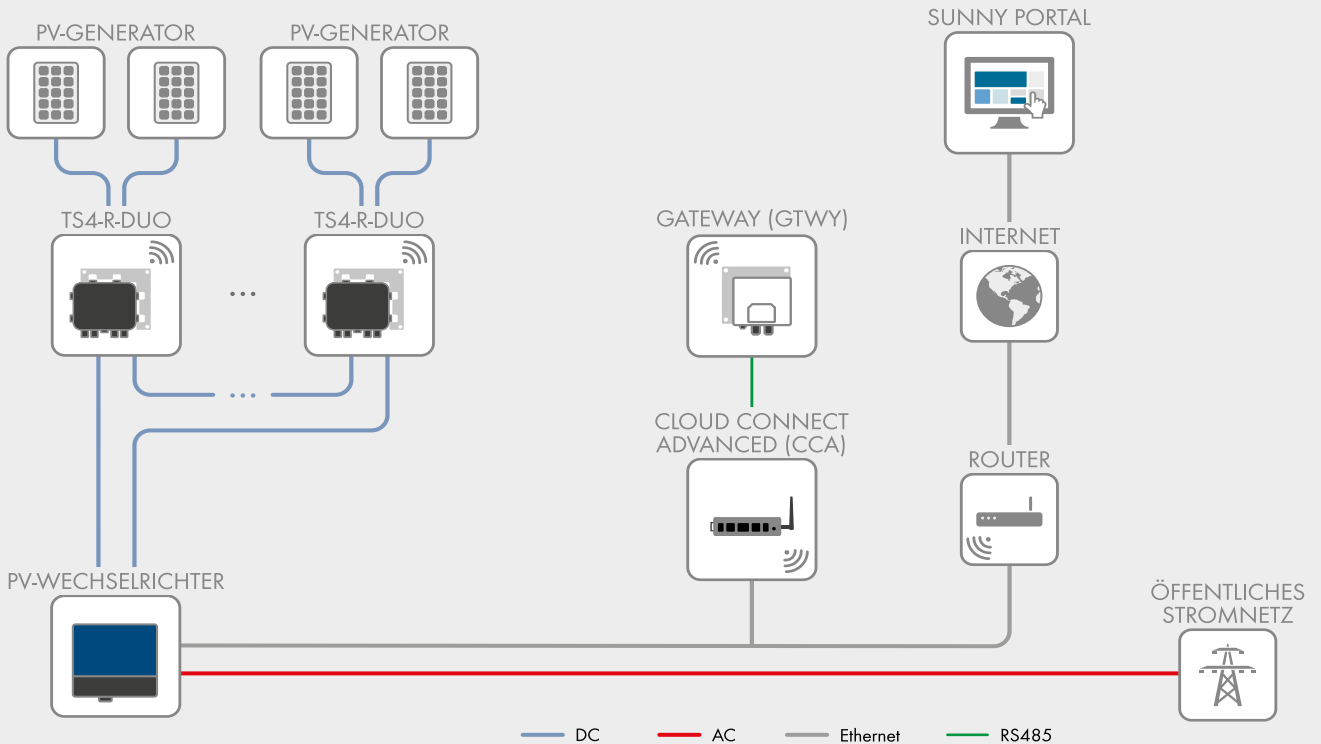 PV-GENERATOR
PV-GENERATOR
SUNNY PORTAL
TS4-R-DUO
TS4-R-DUO
...
GATEWAY (GTWY)
INTERNET
...
CLOUD CONNECT
ADVANCED (CCA)
ROUTER
PV-WECHSELRICHTER
ÖFFENTLICHES
STROMNETZ
DC
AC
Ethernet
RS485